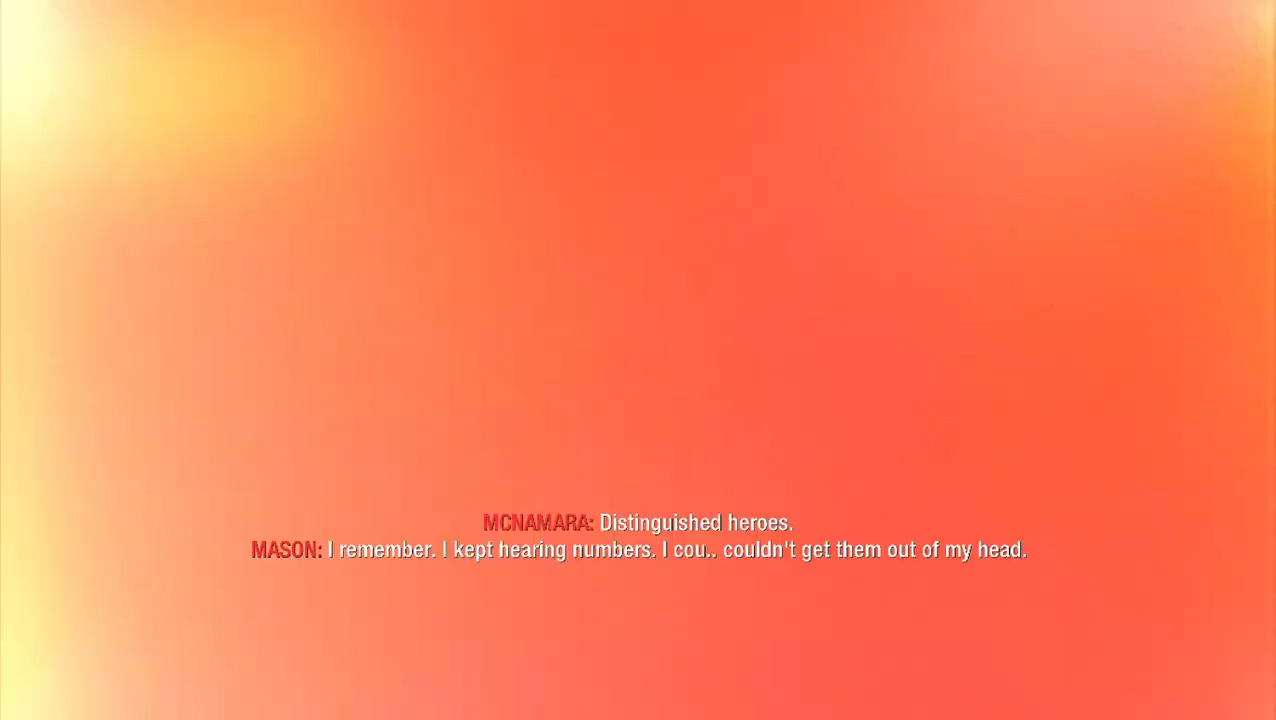 MCNAMARA: Distinguished heroes.
MASON: I remember. I kept hearing numbers. I cou.. couldn't get them out of my head.